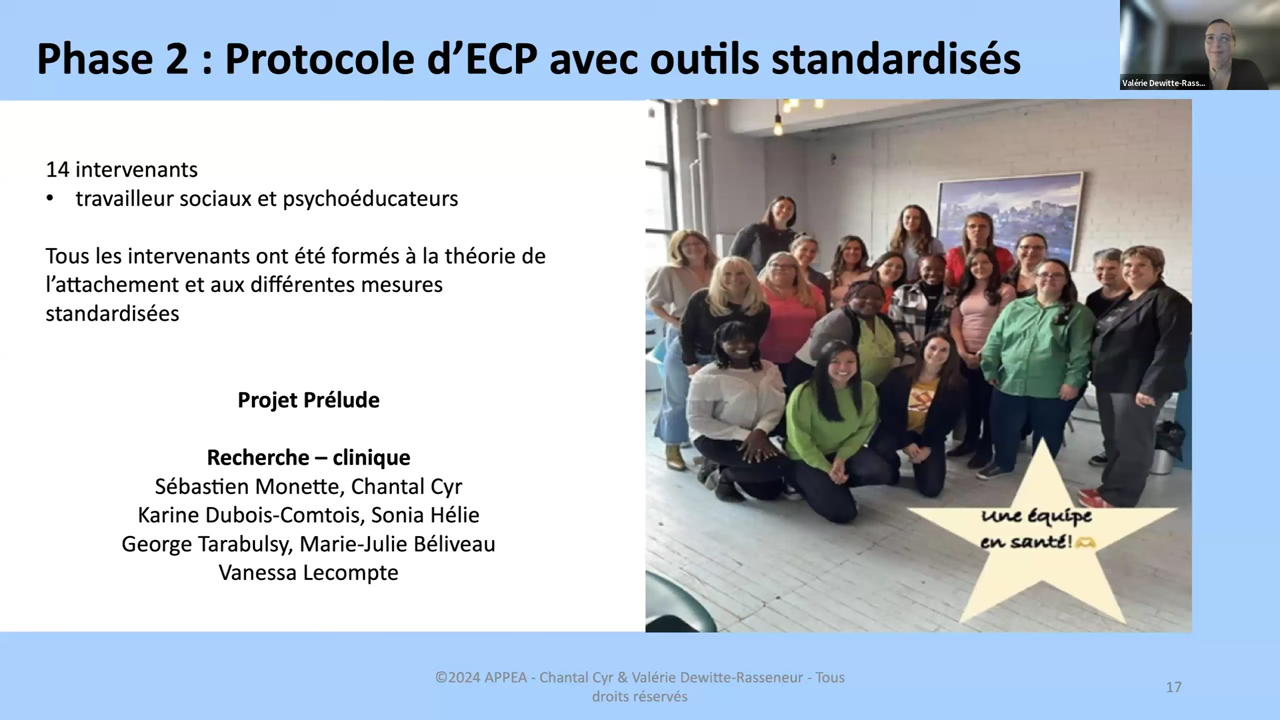 Phase 2 : Protocole d’ECP avec outils standardisés
Valérie Dewitte-Rass...
14 intervenants
• travailleur sociaux et psychoéducateurs
Tous les intervenants ont été formés à la théorie de
l’attachement et aux différentes mesures
standardisées
Projet Prélude
Recherche – clinique
Sébastien Monette, Chantal Cyr
Karine Dubois-Comtois, Sonia Hélie
George Tarabulsy, Marie-Julie Béliveau
Vanessa Lecompte
une équipe
en santé!
©2024 APPEA - Chantal Cyr & Valérie Dewitte-Rasseneur - Tous
droits réservés
17